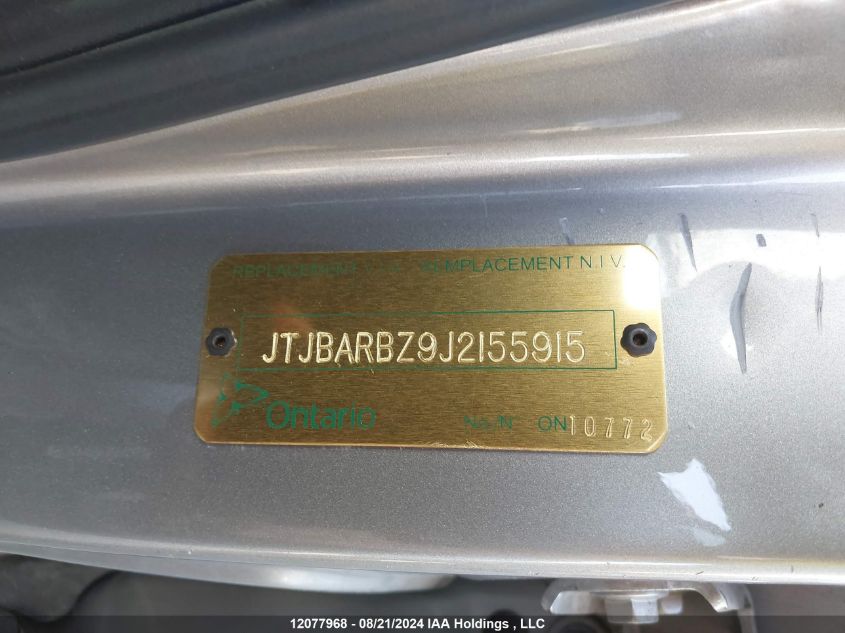 REPLACEMENT V.I.N. REMPLACEMENT N.I.V.
JTJBARBZ9J2155915
Ontario No./N ON10772
12077968 - 08/21/2024 IAA Holdings , LLC